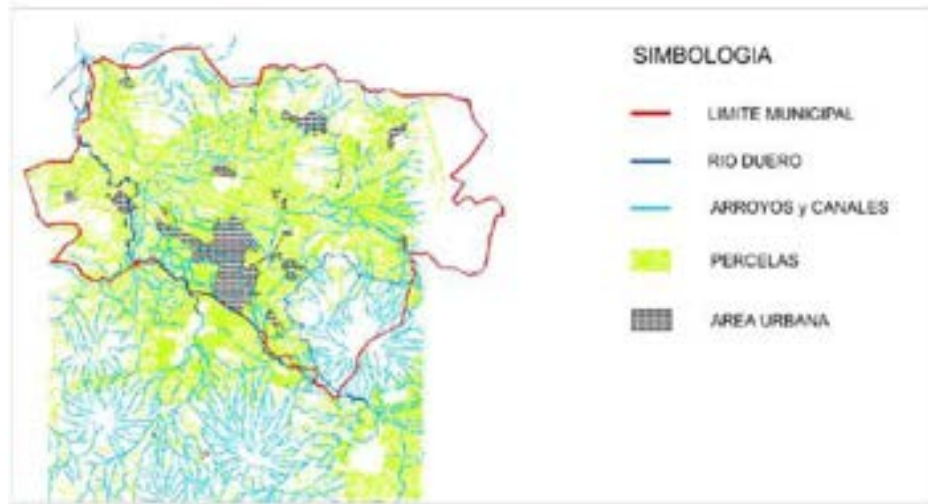 SIMBOLOGIA
LIMITE MUNICIPAL
RIO DUERO
ARROYOS y CANALES
PERCELAS
AREA URBANA